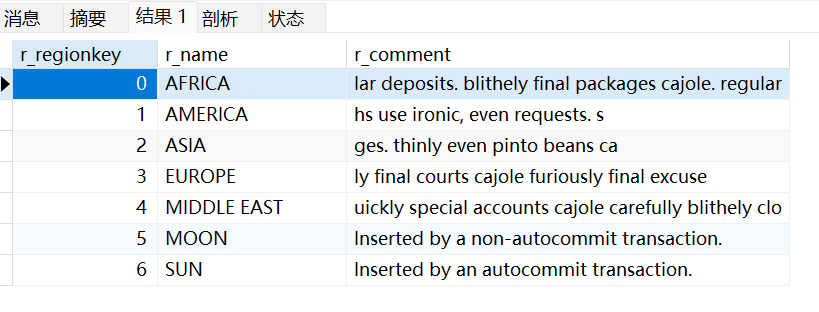 消息 摘要 结果 1 剖析 状态
r_regionkey r_name r_comment
0 AFRICA lar deposits. blithely final packages cajole. regular
1 AMERICA hs use ironic, even requests. s
2 ASIA ges. thinly even pinto beans ca
3 EUROPE ly final courts cajole furiously final excuse
4 MIDDLE EAST uickly special accounts cajole carefully blithely clo
5 MOON Inserted by a non-autocommit transaction.
6 SUN Inserted by an autocommit transaction.